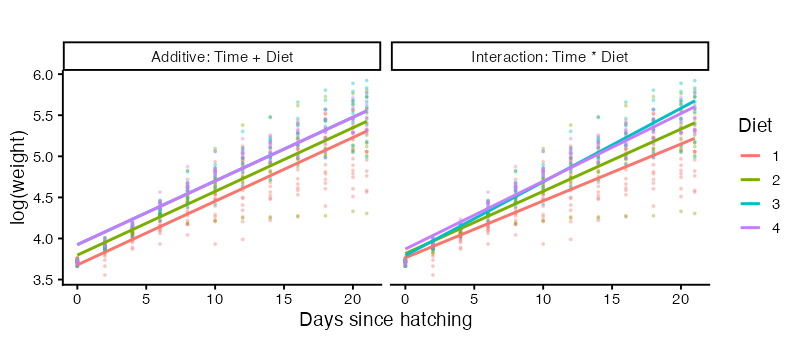 Additive: Time + Diet
Interaction: Time * Diet
6.0
5.5
5.0
4.5
4.0
3.5
log(weight)
0 5 10 15 20
0 5 10 15 20
Days since hatching
Diet
1
2
3
4